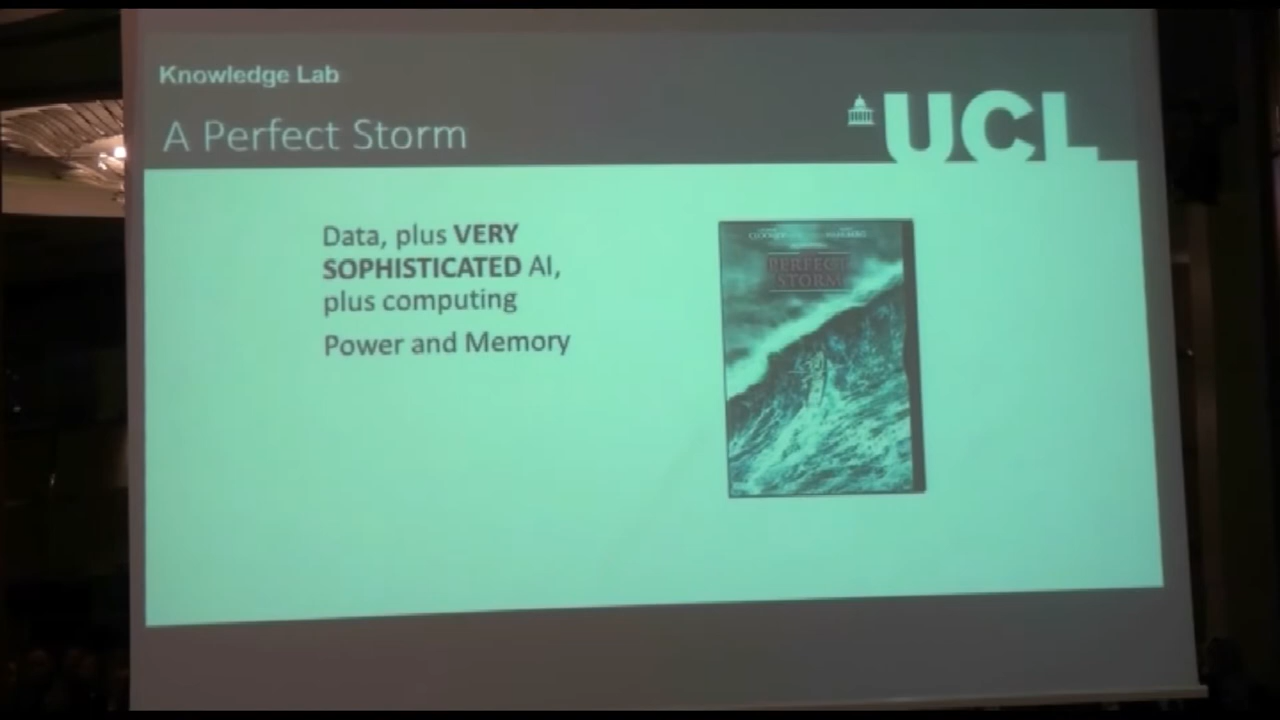 Knowledge Lab
A Perfect Storm
UCL
Data, plus VERY
SOPHISTICATED AI,
plus computing
Power and Memory
PERFECT
STORM